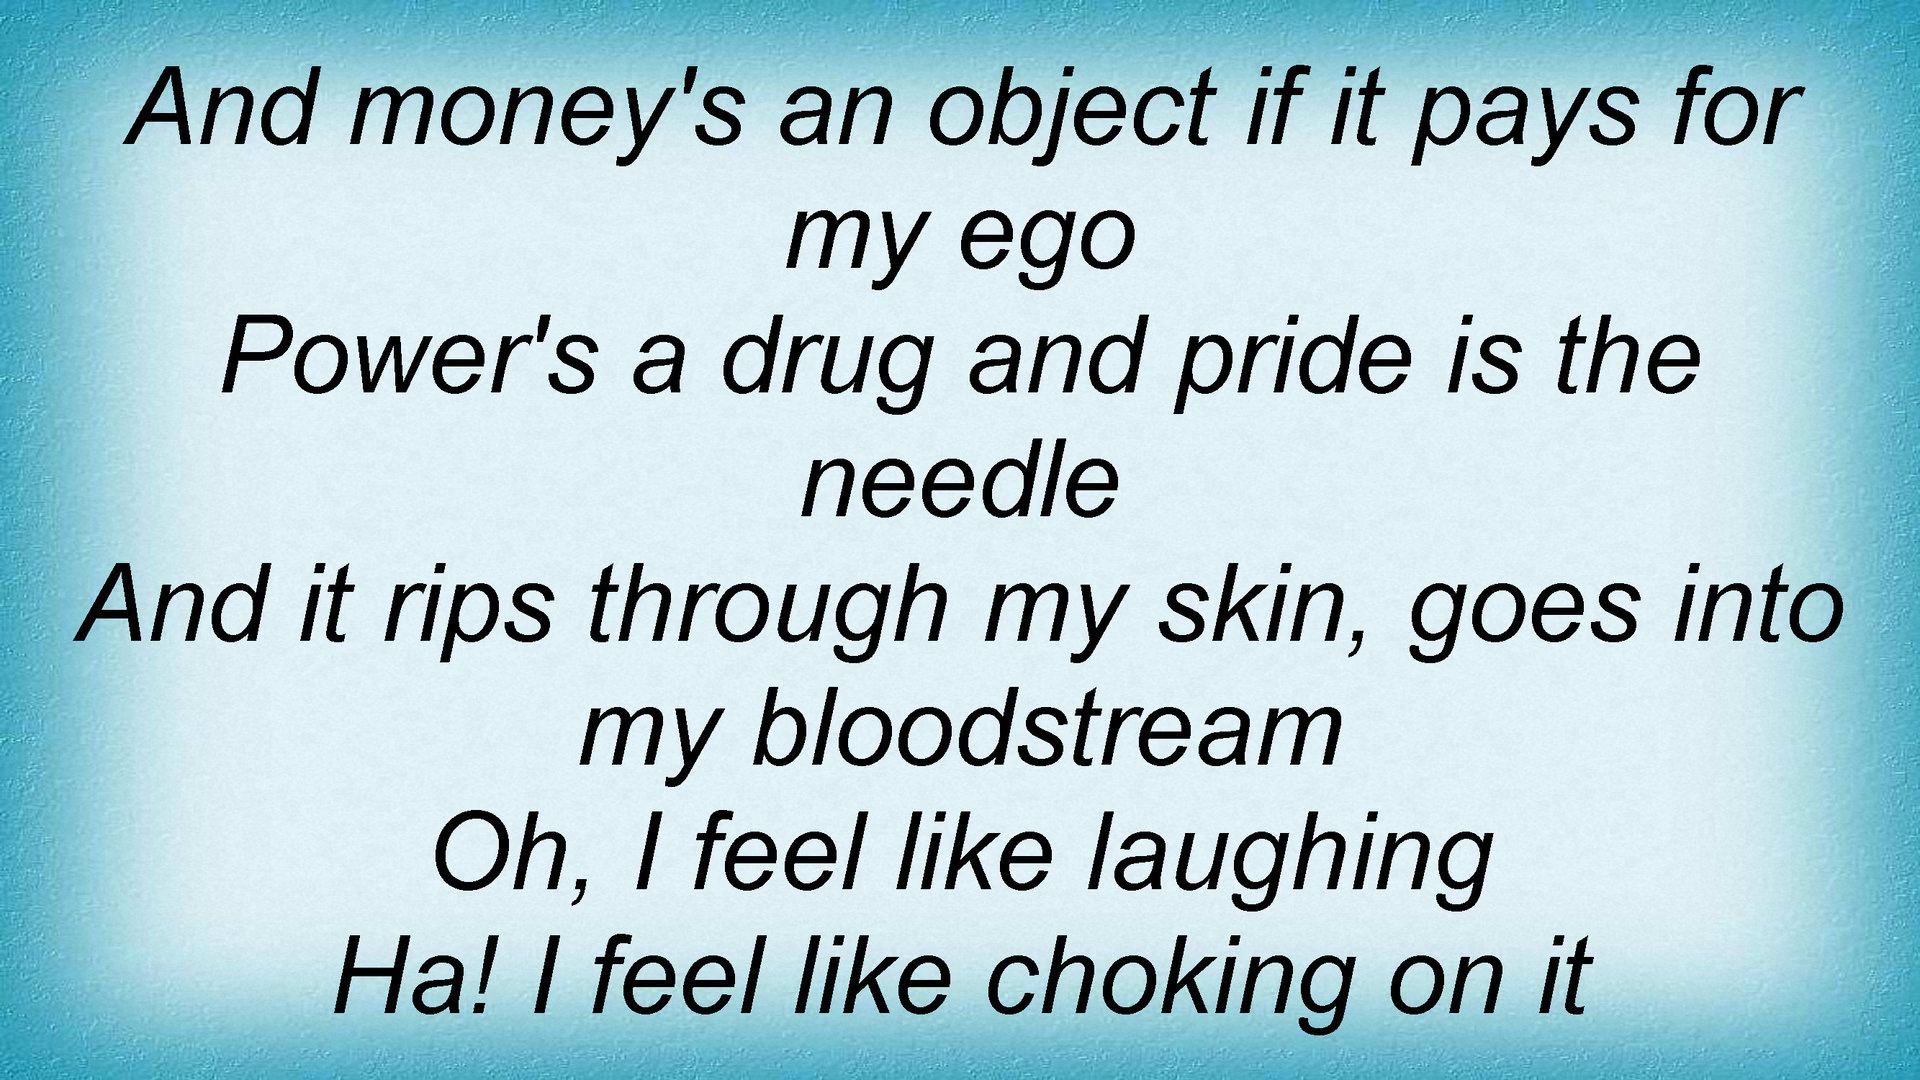 And money's an object if it pays for
my ego
Power's a drug and pride is the
needle
And it rips through my skin, goes into
my bloodstream
Oh, I feel like laughing
Ha! I feel like choking on it